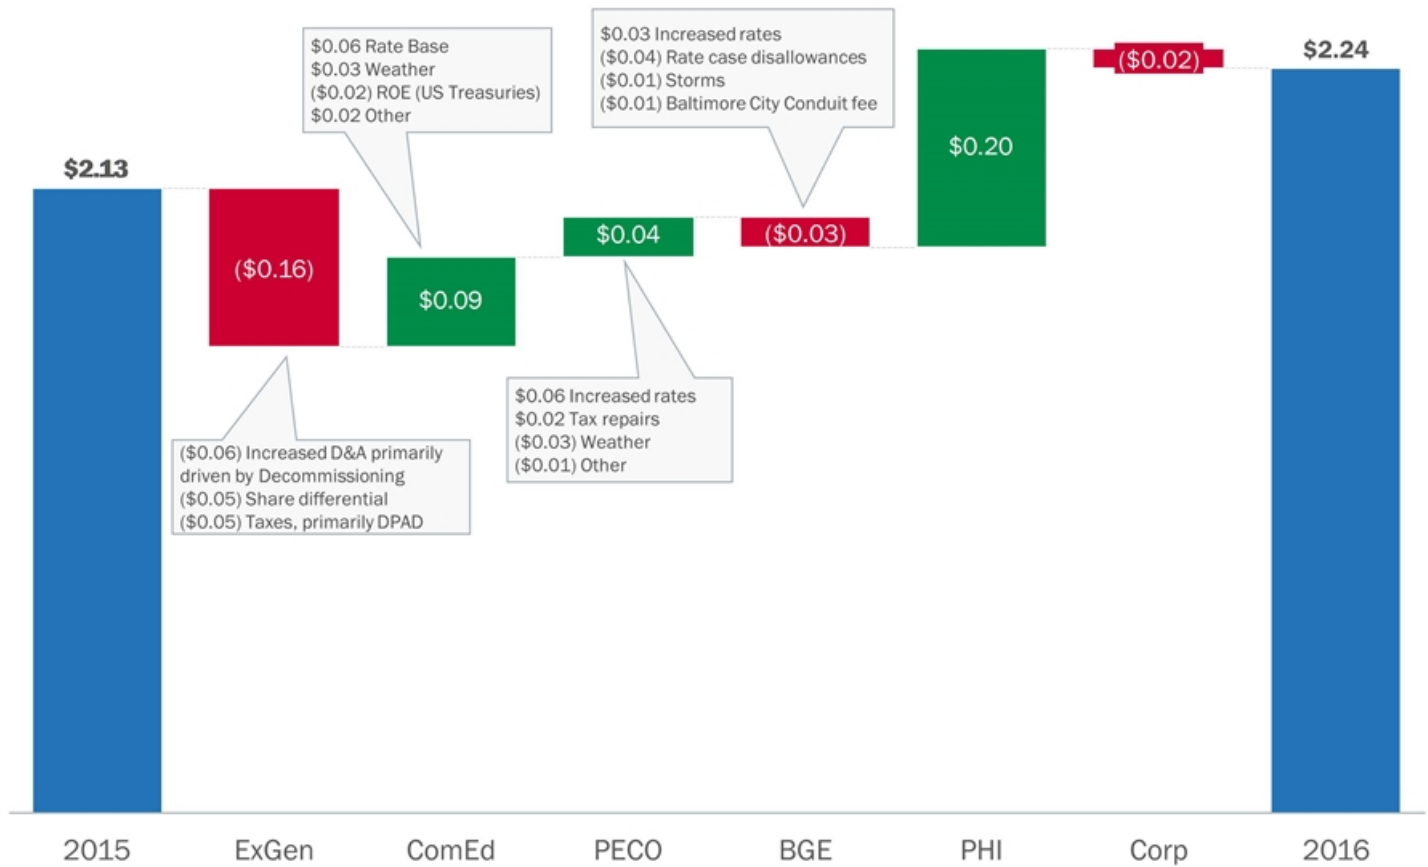 $0.06 Rate Base
$0.03 Weather
($0.02) ROE (US Treasuries)
$0.02 Other
$0.03 Increased rates
($0.04) Rate case disallowances
($0.01) Storms
($0.01) Baltimore City Conduit fee
($0.02)
$2.24
$2.13
$0.20
($0.16)
$0.09
$0.04
($0.03)
$0.06 Increased rates
$0.02 Tax repairs
($0.03) Weather
($0.01) Other
($0.06) Increased D&A primarily
driven by Decommissioning
($0.05) Share differential
($0.05) Taxes, primarily DPAD
2015
ExGen
ComEd
PECO
BGE
PHI
Corp
2016